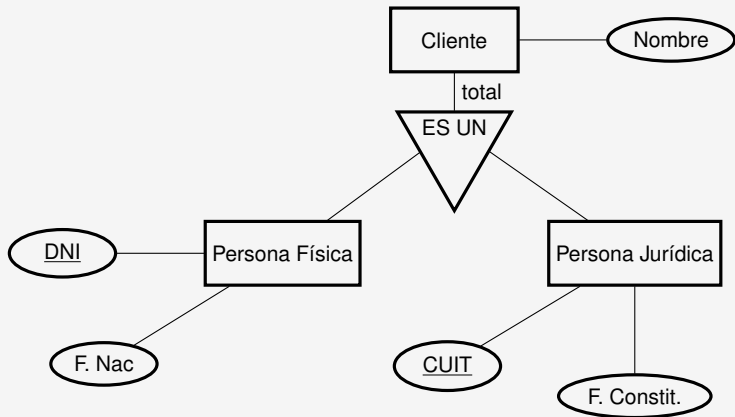 Cliente
Nombre
total
ES UN
DNI
Persona Física
Persona Jurídica
F. Nac
CUIT
F. Constit.